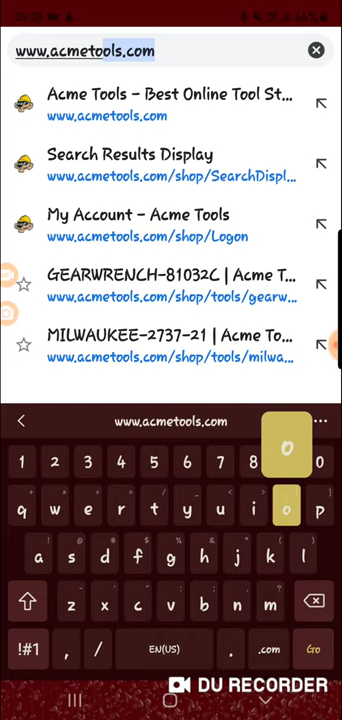 05:05 66%
www.acmetools.com
Acme Tools – Best Online Tool St...
www.acmetools.com
Search Results Display
www.acmetools.com/shop/SearchDispl...
My Account – Acme Tools
www.acmetools.com/shop/Logon
GEARWRENCH-81032C | Acme T...
www.acmetools.com/shop/tools/gearw...
MILWAUKEE-2737-21 | Acme To...
www.acmetools.com/shop/tools/milwa...
www.acmetools.com o ...
1 2 3 4 5 6 7 8 0
q w e r t y u i o p
a s d f g h j k l
z x c v b n m
!#1 , / EN(US) . .com Go
DU RECORDER